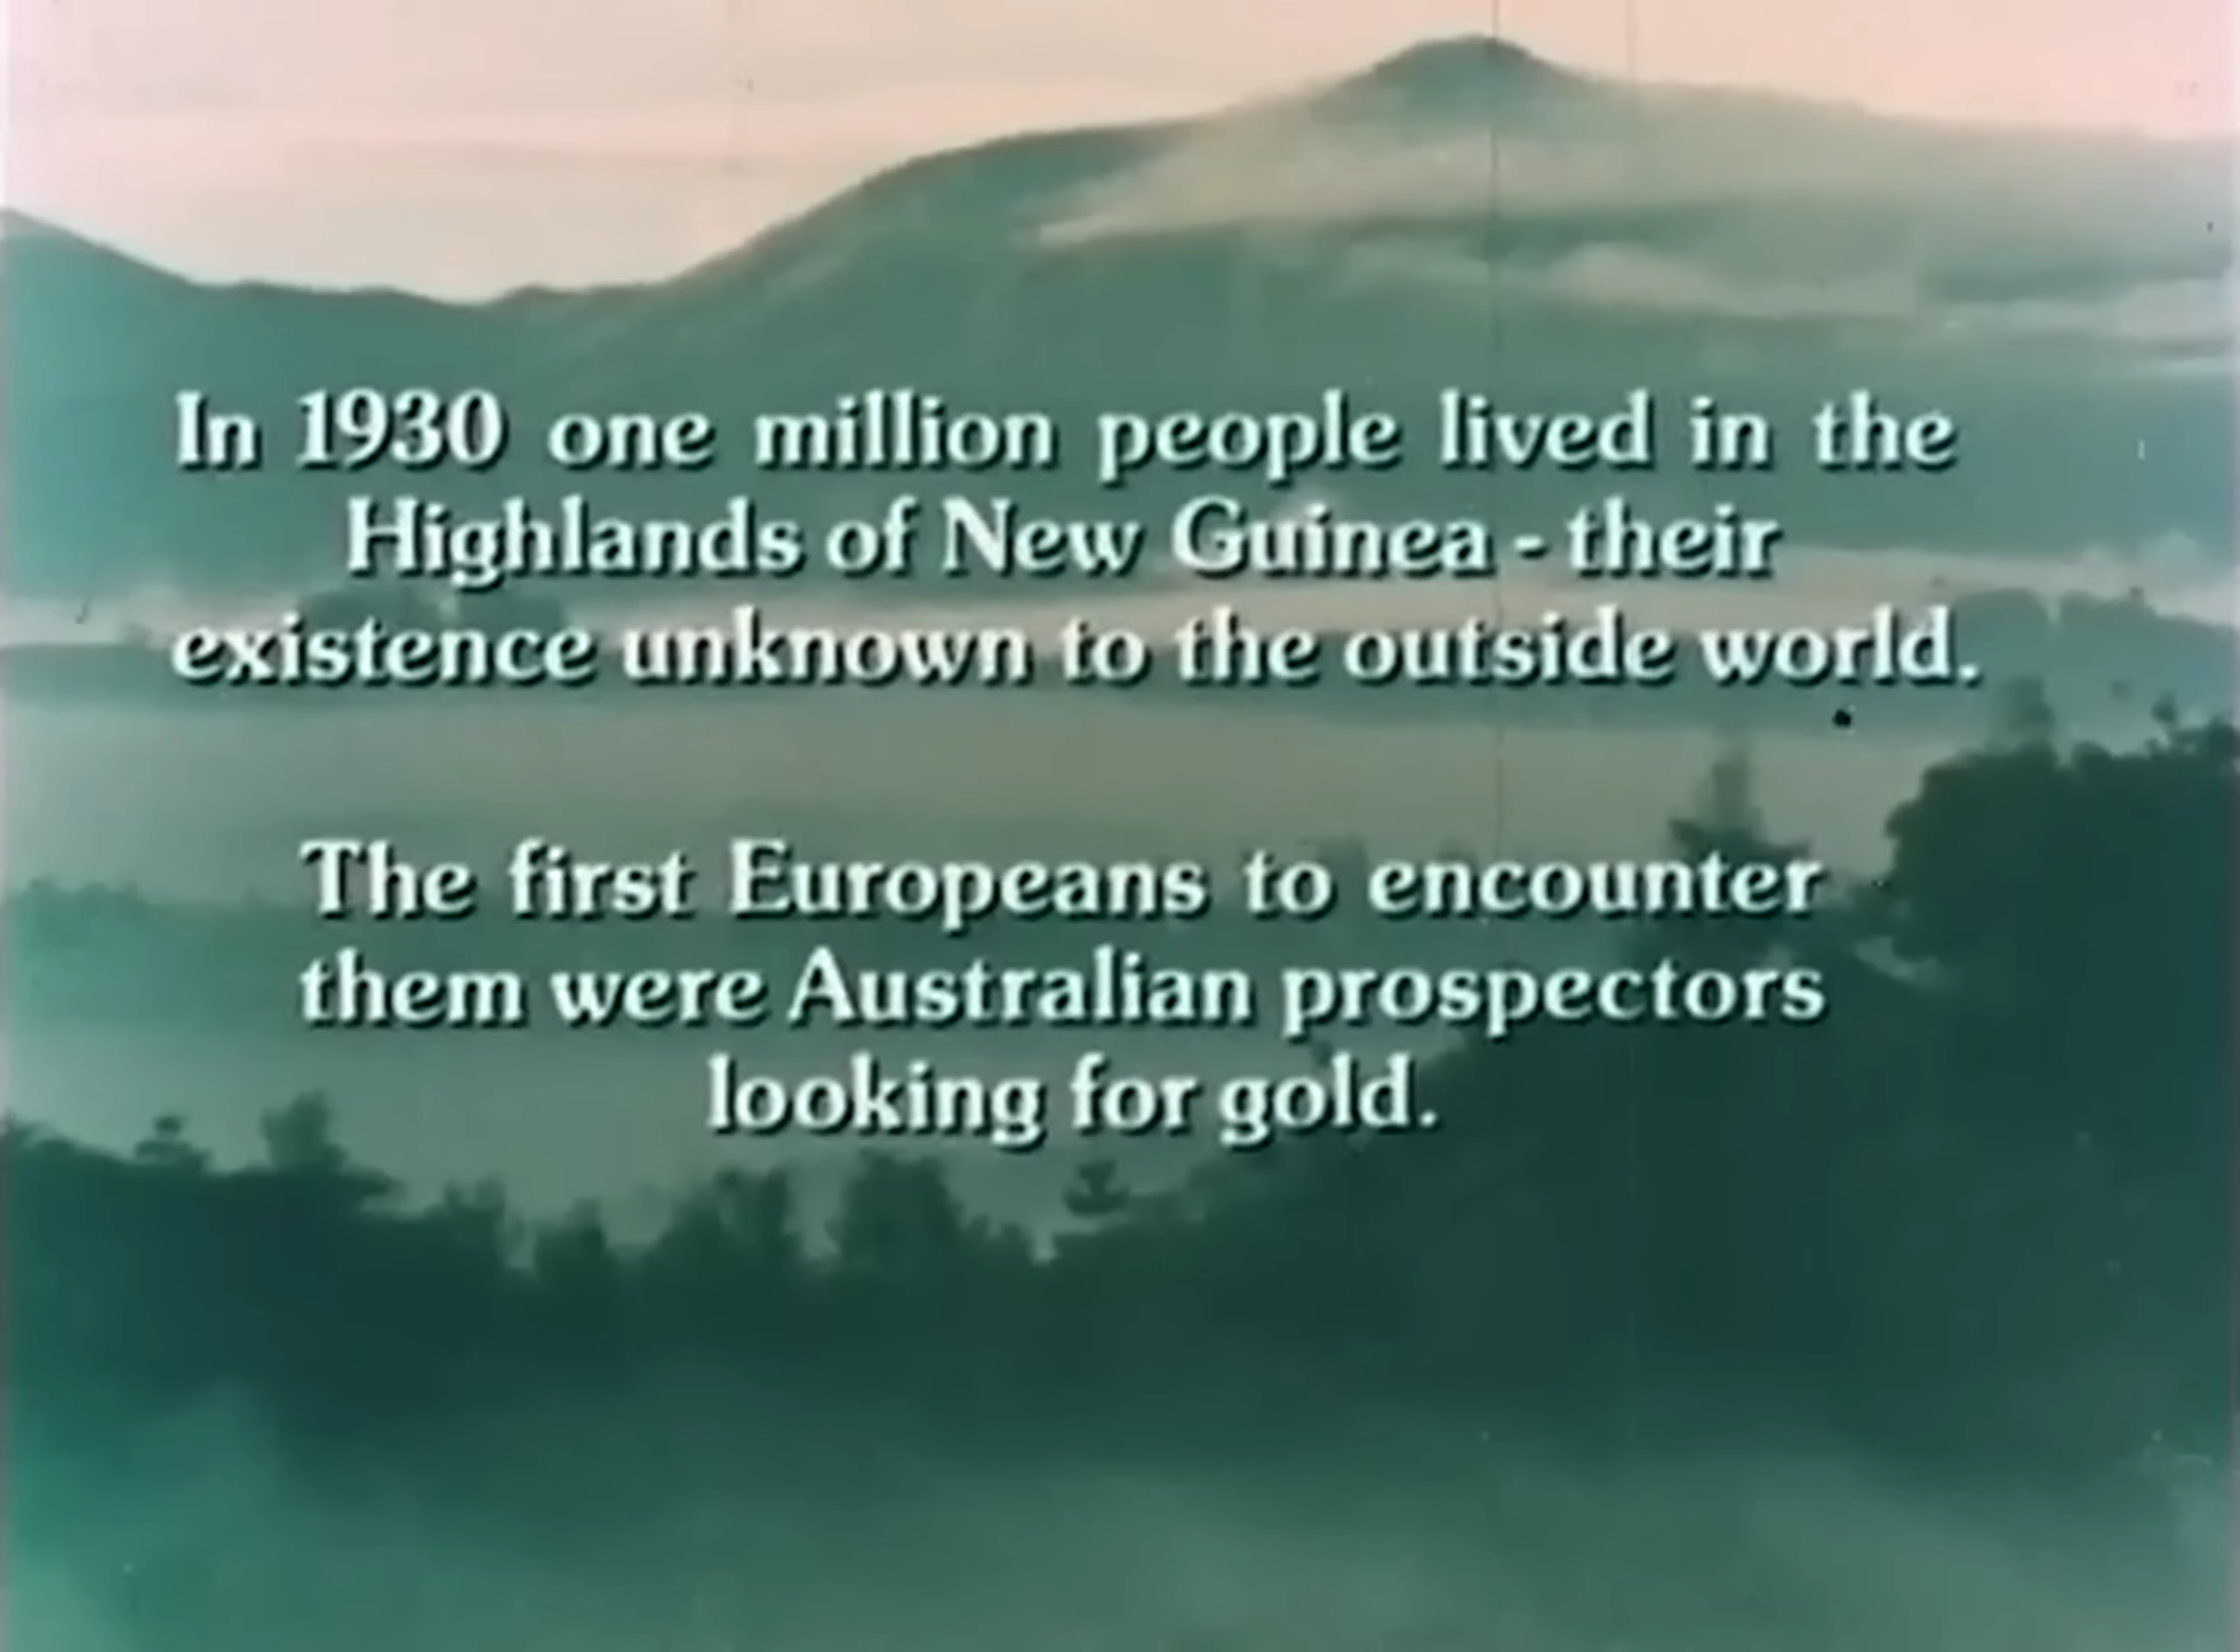 In 1930 one million people lived in the
Highlands of New Guinea - their
existence unknown to the outside world.
The first Europeans to encounter
them were Australian prospectors
looking for gold.